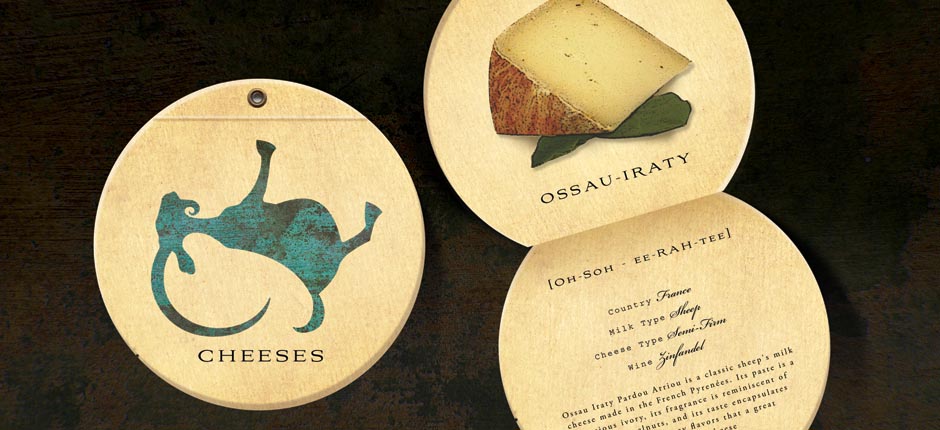 CHEESES
OSSAU-IRATY
[OH-SOH - EE-RAH-TEE]
Country France
Milk Type Sheep
Cheese Type Semi-Firm
Wine Zinfandel
Ossau Iraty Pardou Arriou is a classic sheep's milk
cheese made in the French Pyrenées. Its paste is a
ivory, its fragrance is reminiscent of
and its taste encapsulates
flavors that a great